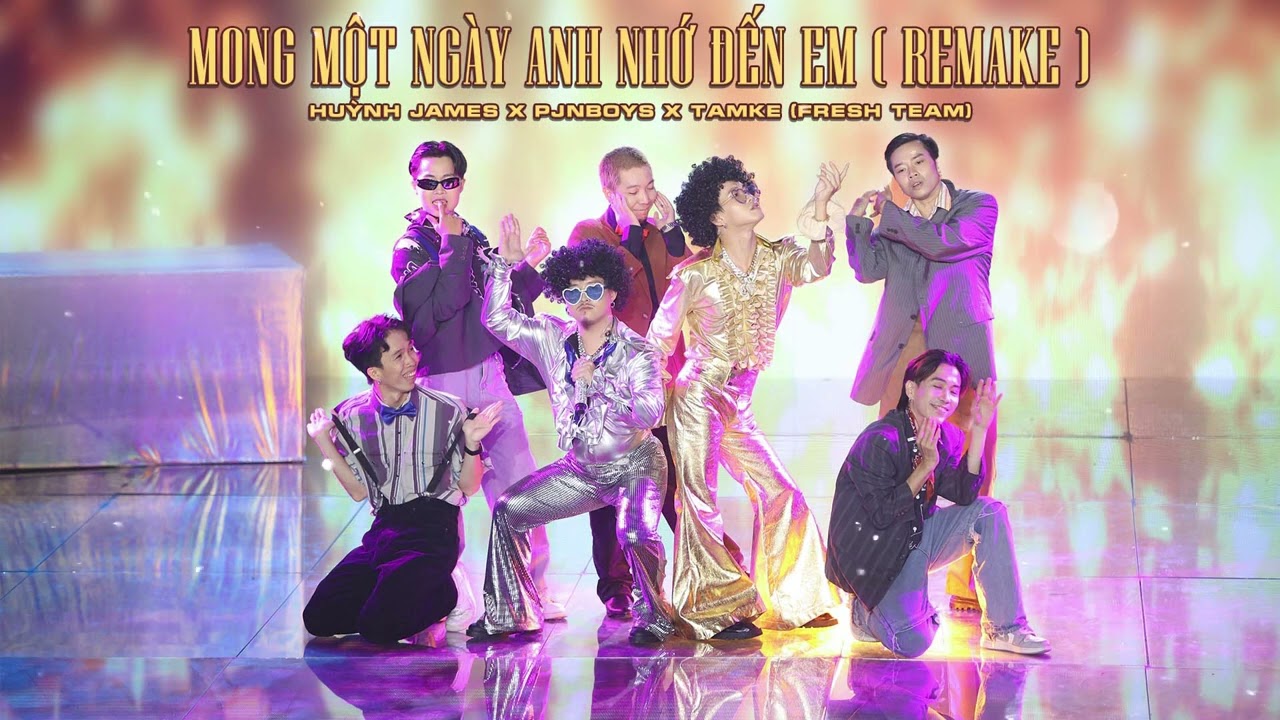 MONG MỘT NGÀY ANH NHỚ ĐẾN EM ( REMAKE )
HUỲNH JAMES X PJNBOYS X TAMKE (FRESH TEAM)